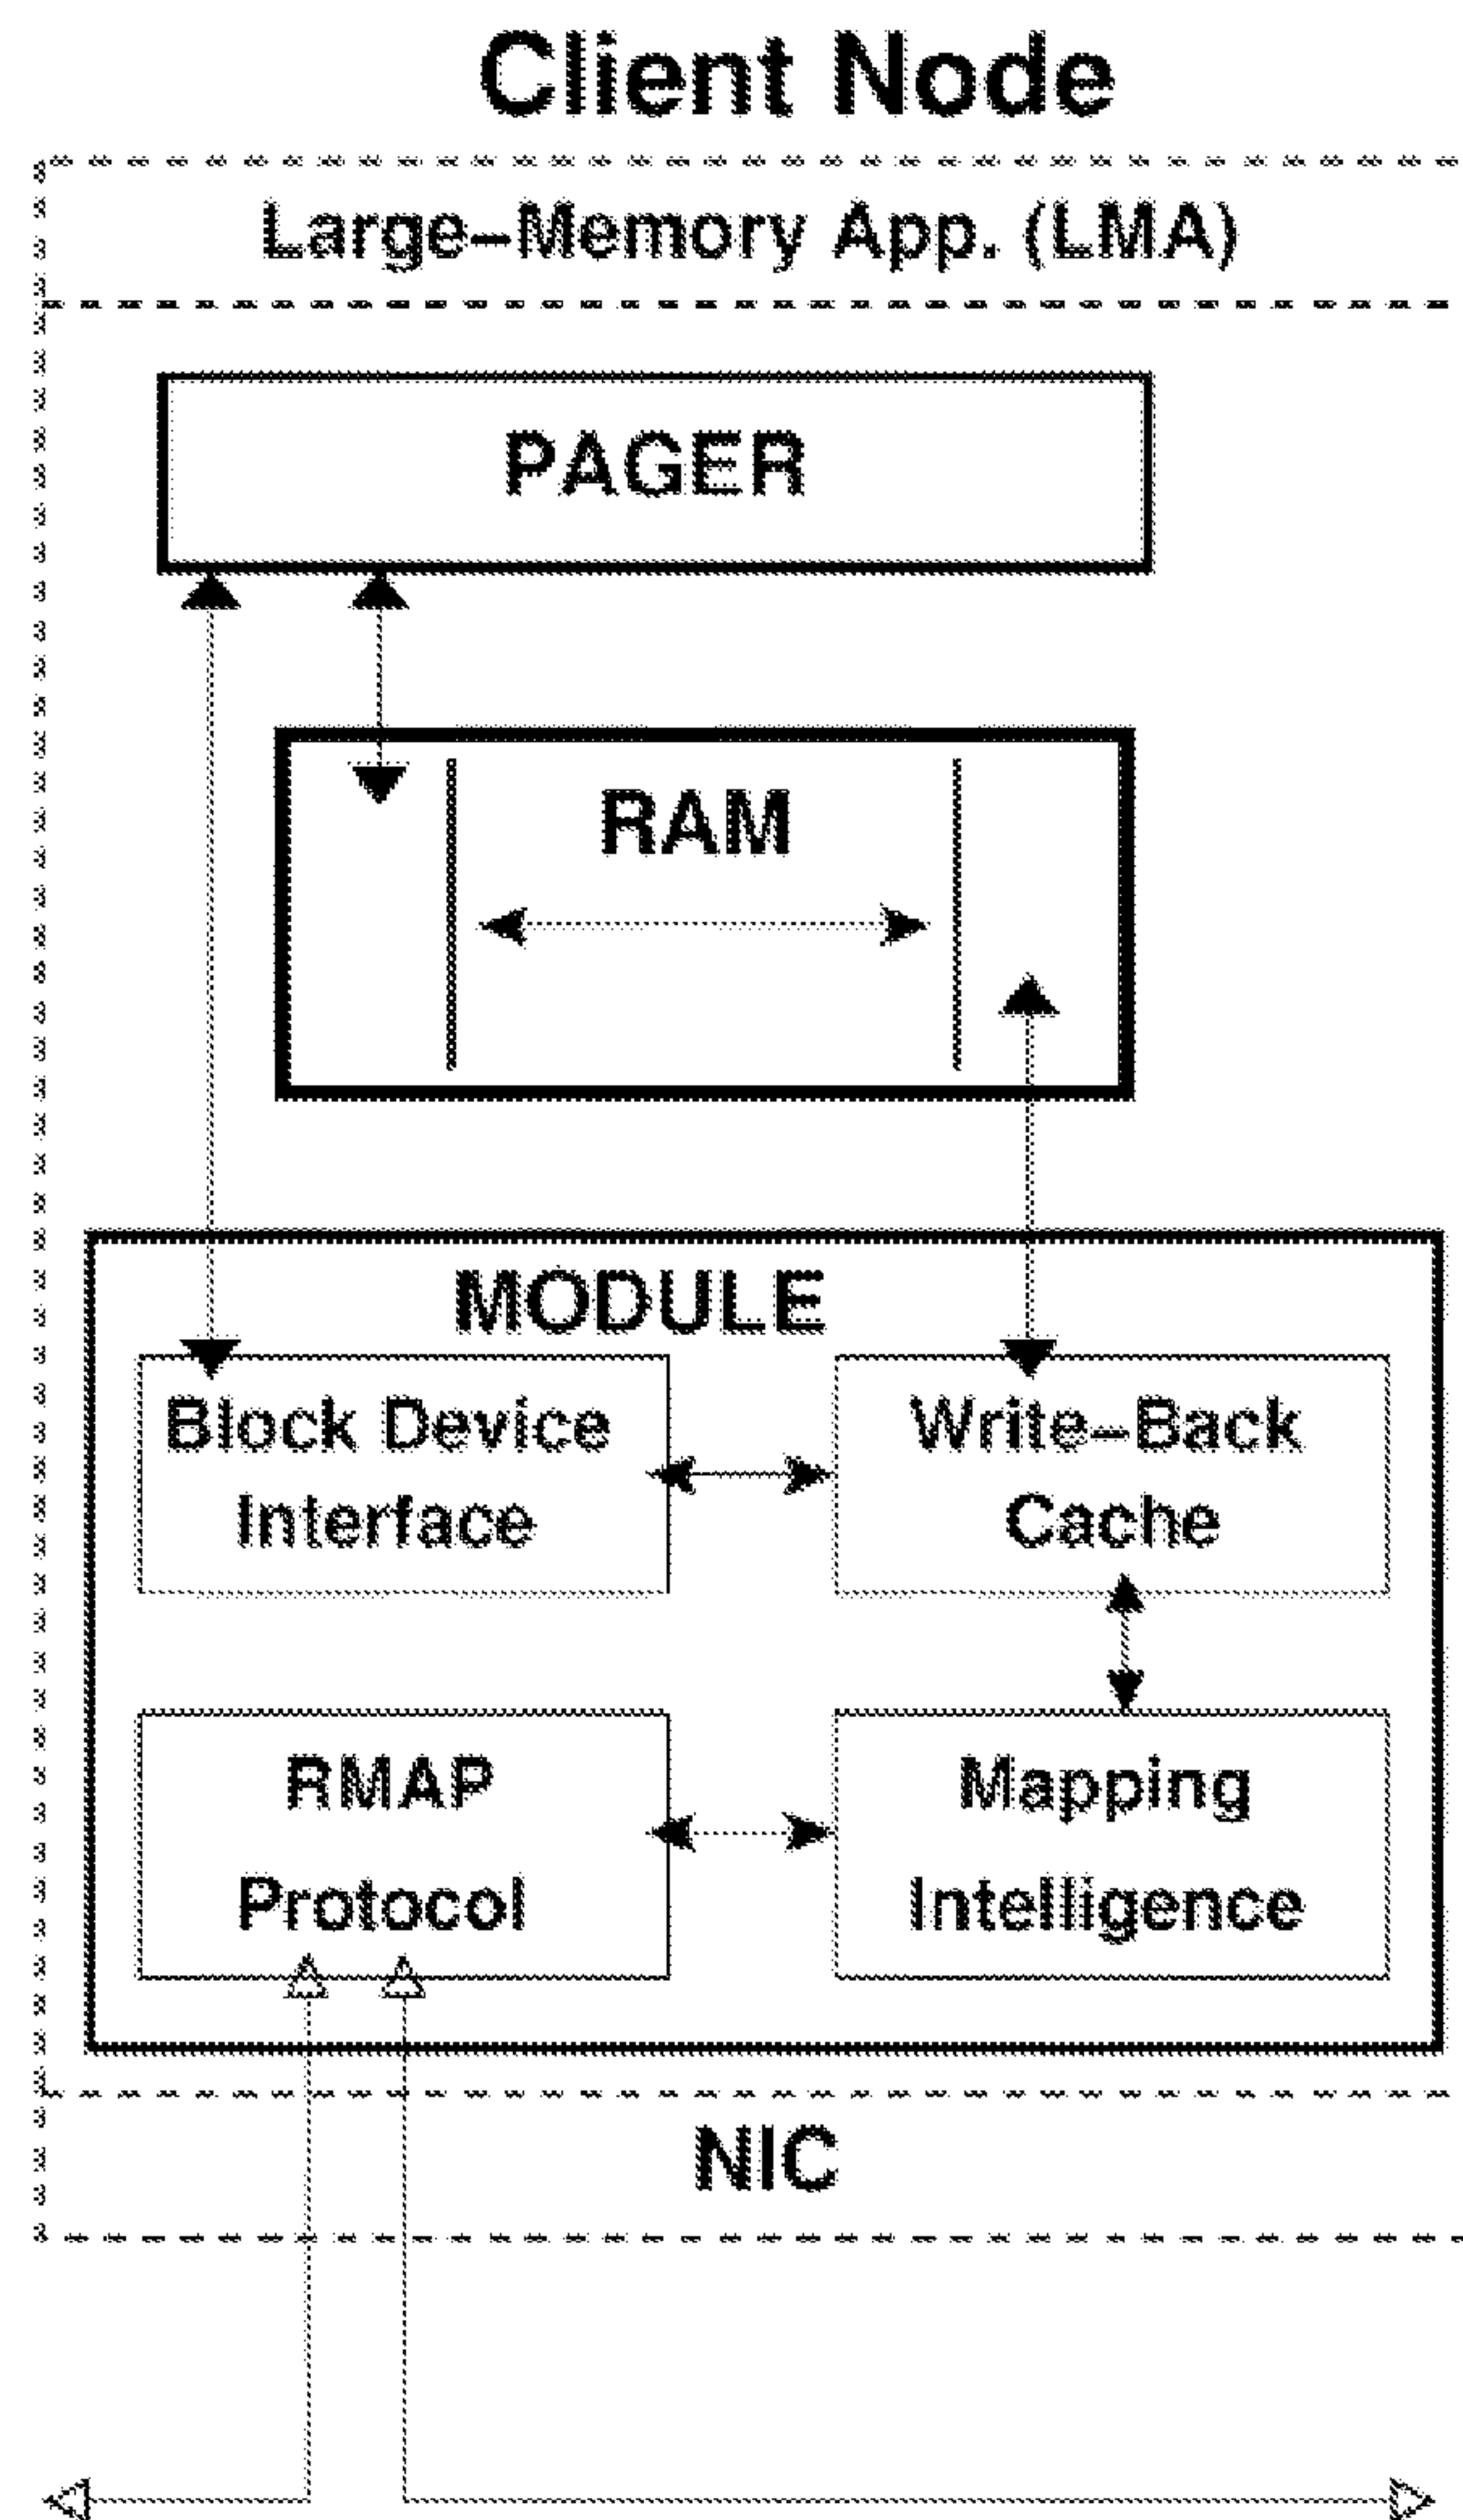 Client Node
Large-Memory App. (LMA)
PAGER
RAM
MODULE
Block Device
Interface
Write-Back
Cache
RMAP
Protocol
Mapping
Intelligence
NIC